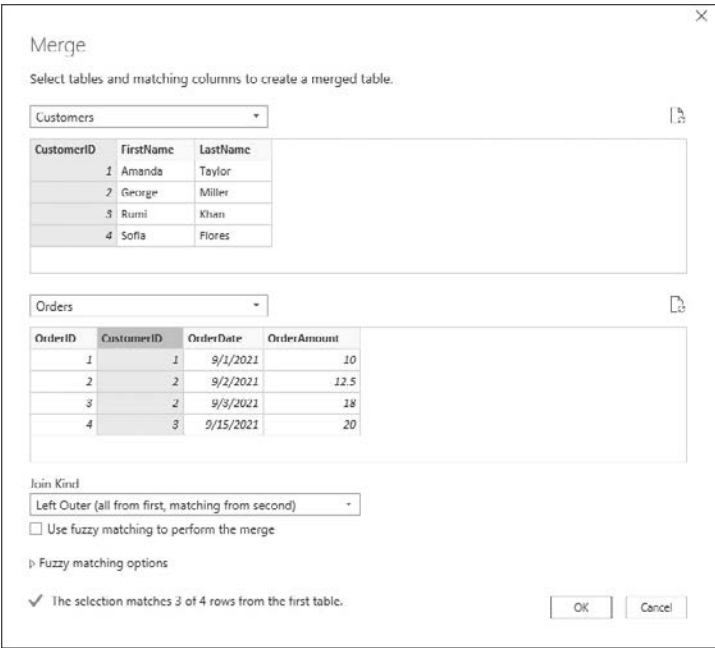 Merge
Select tables and matching columns to create a merged table.
Customers
CustomerID FirstName LastName
1 Amanda Taylor
2 George Miller
3 Rumi Khan
4 Sofia Flores
Orders
OrderID CustomerID OrderDate OrderAmount
1 1 9/1/2021 10
2 2 9/2/2021 12.5
3 2 9/3/2021 18
4 3 9/15/2021 20
Join Kind
Left Outer (all from first, matching from second)
Use fuzzy matching to perform the merge
Fuzzy matching options
The selection matches 3 of 4 rows from the first table.
OK Cancel